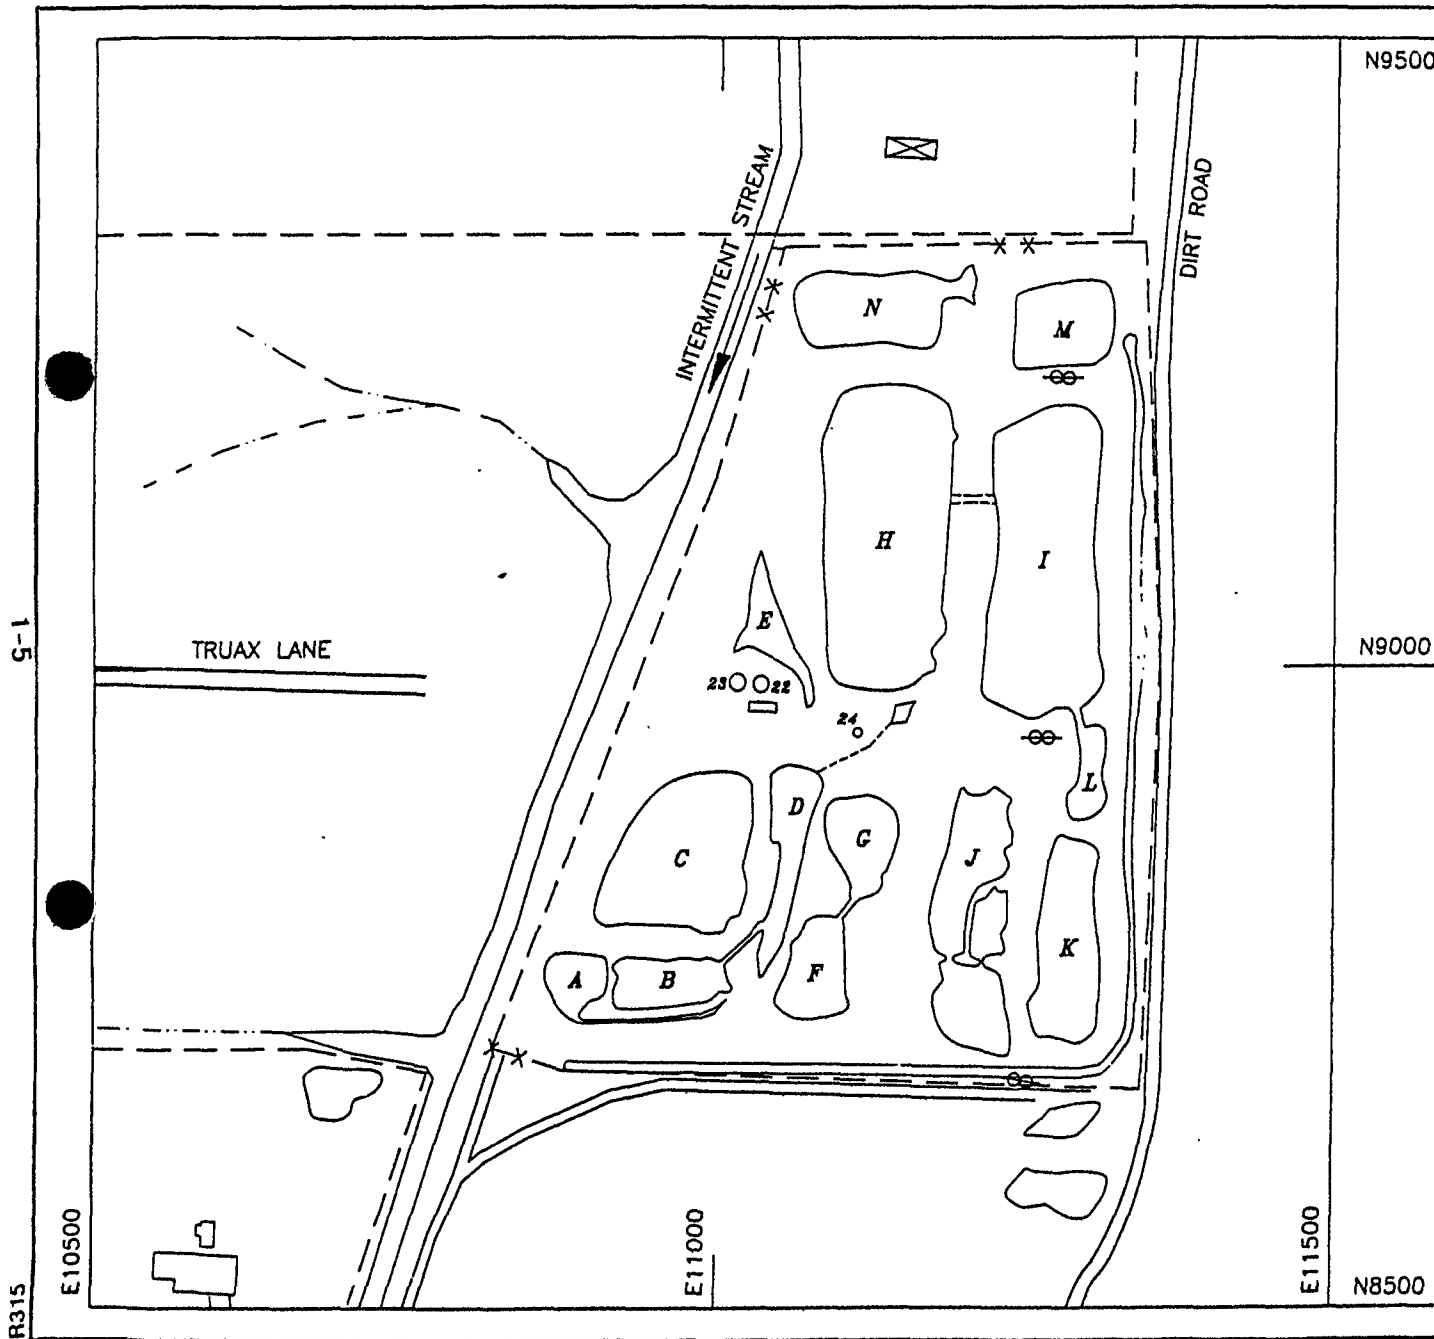 N9500
INTERMITTENT STREAM
DIRT ROAD
N
M
H
I
E
1-5
TRUAX LANE
N9000
23
22
24
L
D
G
C
J
A
B
F
K
E10500
E11000
E11500
N8500
R315